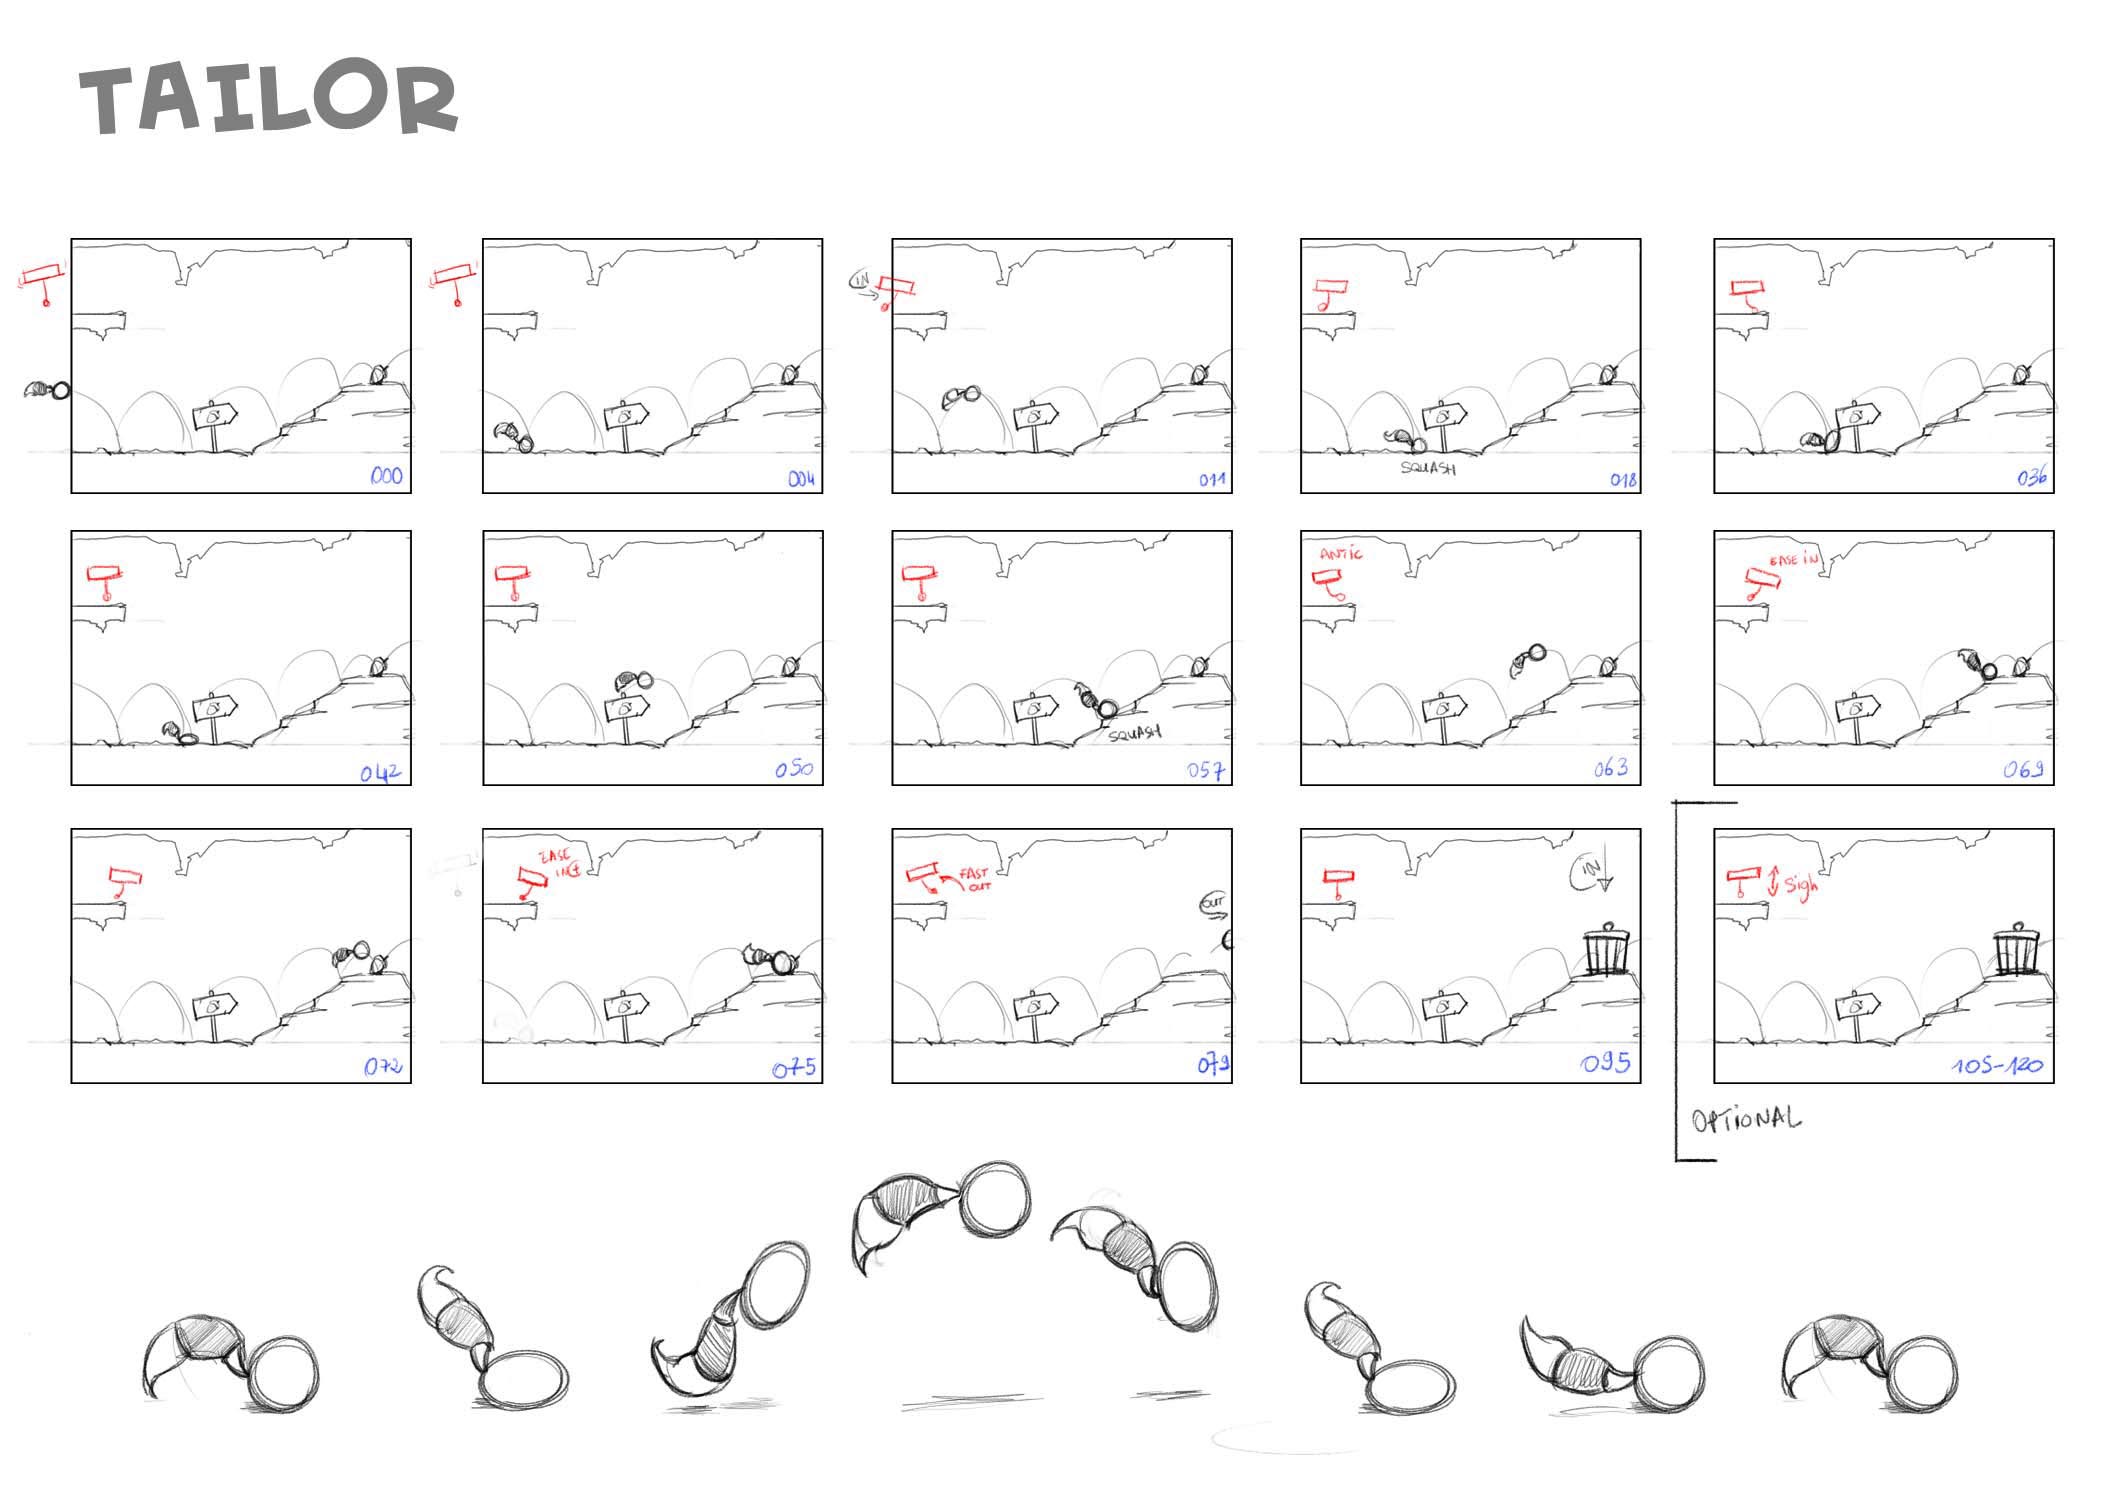 TAILOR
000
004
IN
011
SQUASH
018
036
042
050
SQUASH
057
ANTIC
063
EASE IN
069
072
EASE
IN
075
FAST
OUT
OUT
079
IN
095
Sigh
105-120
OPTIONAL